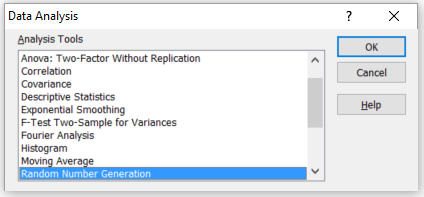 Data Analysis
?
Analysis Tools
Anova: Two-Factor Without Replication
Correlation
Covariance
Descriptive Statistics
Exponential Smoothing
F-Test Two-Sample for Variances
Fourier Analysis
Histogram
Moving Average
Random Number Generation
OK
Cancel
Help